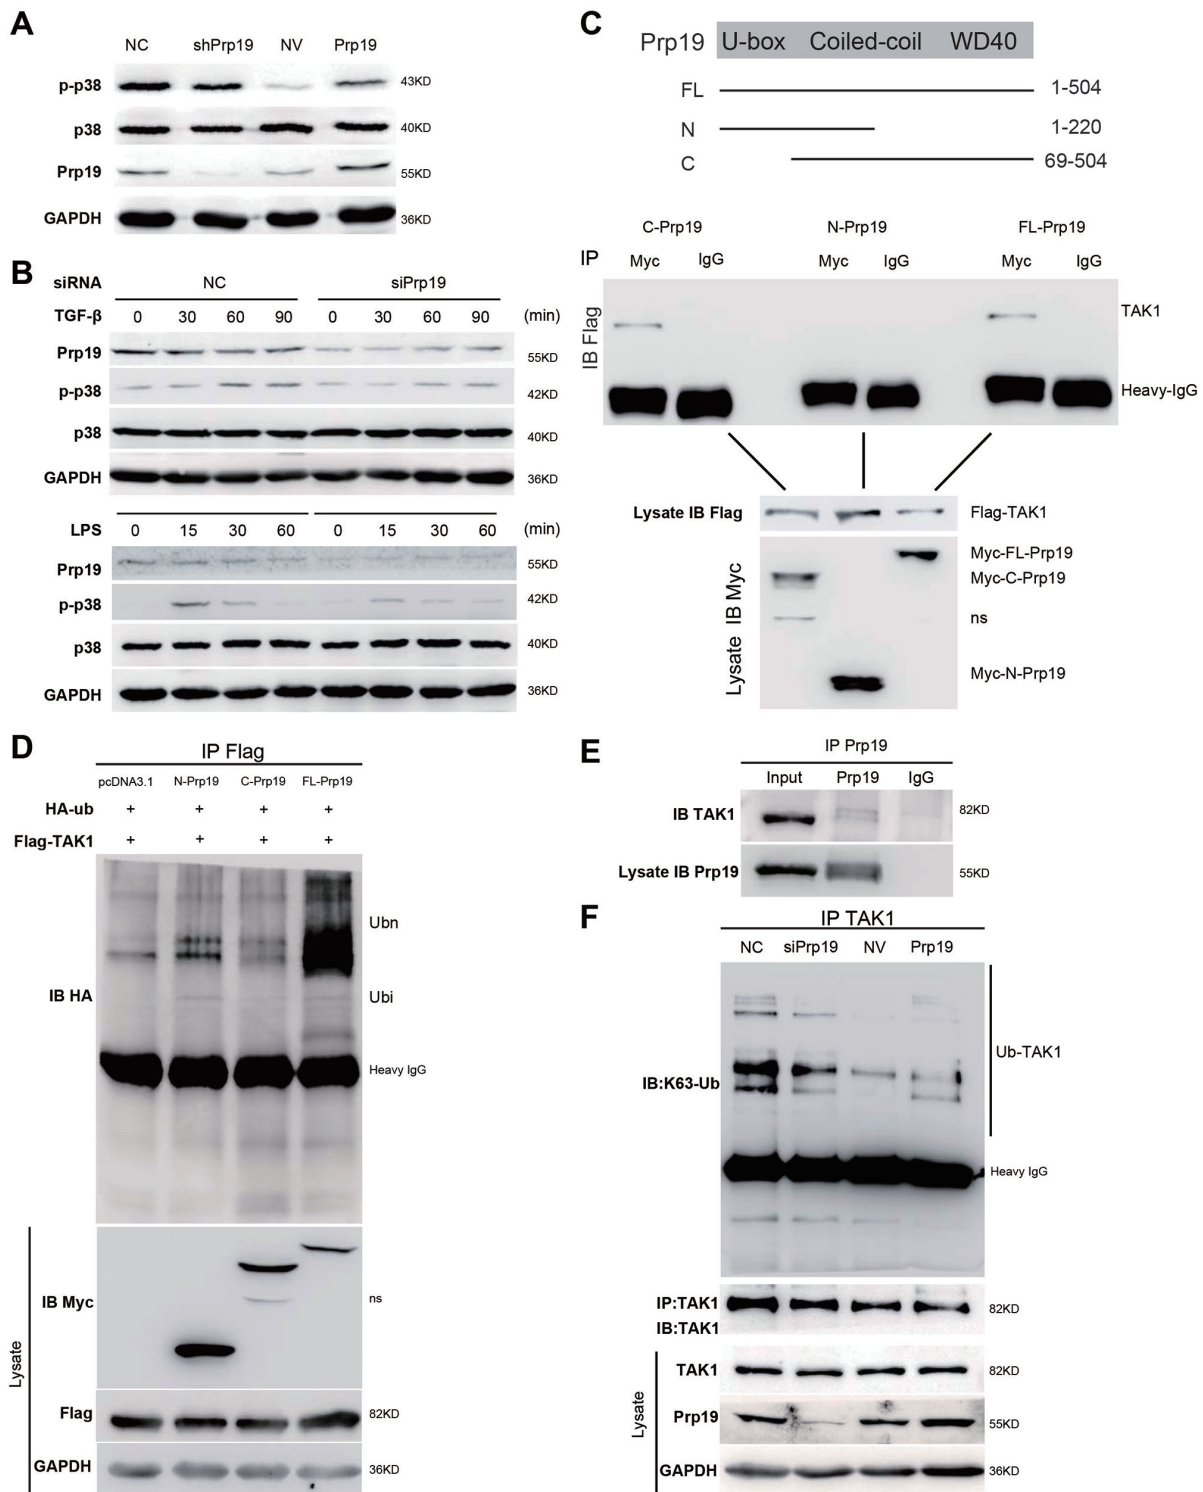 A
NC shPrp19 NV Prp19
p-p38 43KD
p38 40KD
Prp19 55KD
GAPDH 36KD
B
siRNA NC siPrp19
TGF-β 0 30 60 90 0 30 60 90 (min)
Prp19 55KD
p-p38 42KD
p38 40KD
GAPDH 36KD
LPS 0 15 30 60 0 15 30 60 (min)
Prp19 55KD
p-p38 42KD
p38 40KD
GAPDH 36KD
C
Prp19 U-box Coiled-coil WD40
FL 1-504
N 1-220
C 69-504
C-Prp19 N-Prp19 FL-Prp19
IP Myc IgG Myc IgG Myc IgG
IB Flag
TAK1
Heavy-IgG
Lysate IB Flag Flag-TAK1
Lysate IB Myc
Myc-FL-Prp19
Myc-C-Prp19
ns
Myc-N-Prp19
D
IP Flag
pcDNA3.1 N-Prp19 C-Prp19 FL-Prp19
HA-ub + + + +
Flag-TAK1 + + + +
Ubn
IB HA Ubi
Heavy IgG
Lysate
IB Myc ns
Flag 82KD
GAPDH 36KD
E
IP Prp19
Input Prp19 IgG
IB TAK1 82KD
Lysate IB Prp19 55KD
F
IP TAK1
NC siPrp19 NV Prp19
Ub-TAK1
IB:K63-Ub
Heavy IgG
IP:TAK1 82KD
IB:TAK1
Lysate
TAK1 82KD
Prp19 55KD
GAPDH 36KD